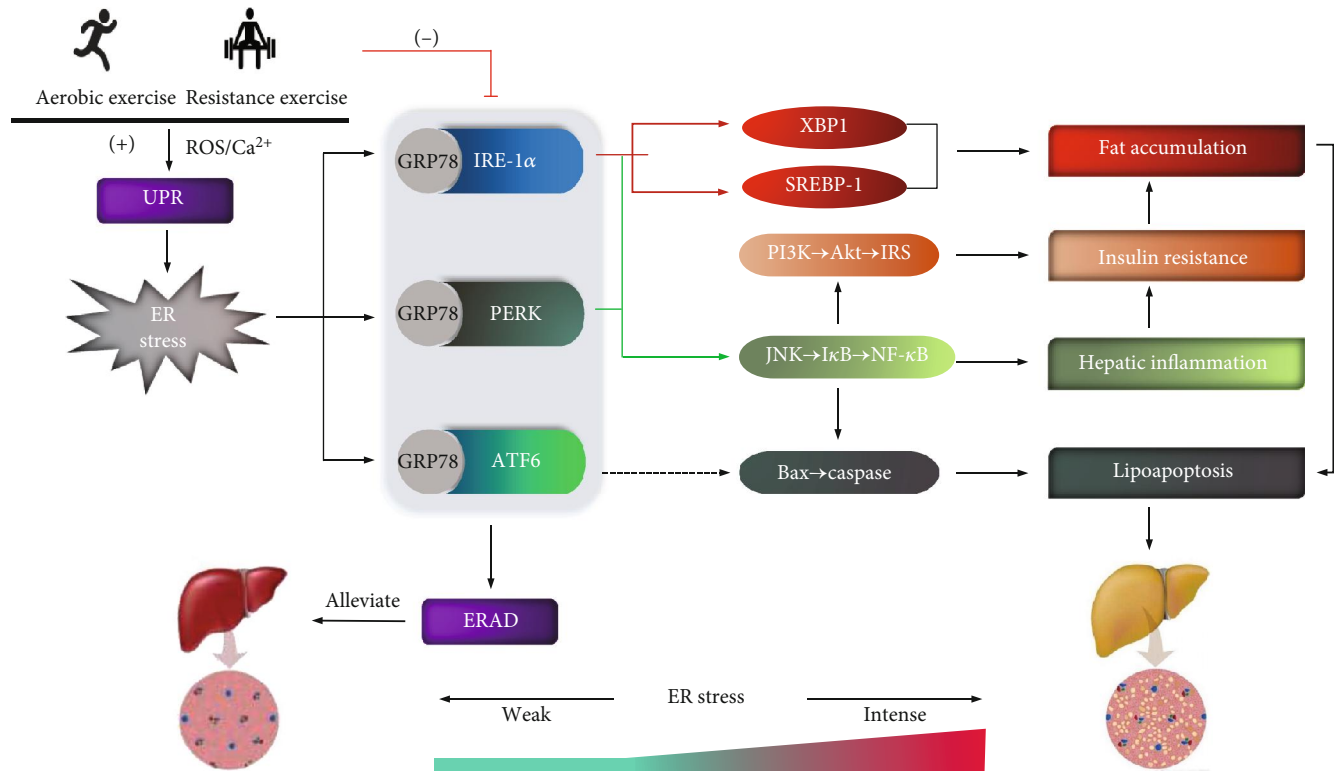 (–)
Aerobic exercise
Resistance exercise
(+)
ROS/Ca²⁺
UPR
ER
stress
GRP78
IRE-1α
GRP78
PERK
GRP78
ATF6
XBP1
SREBP-1
PI3K→Akt→IRS
JNK→IκB→NF-κB
Bax→caspase
Fat accumulation
Insulin resistance
Hepatic inflammation
Lipoapoptosis
Alleviate
ERAD
ER stress
Weak
Intense